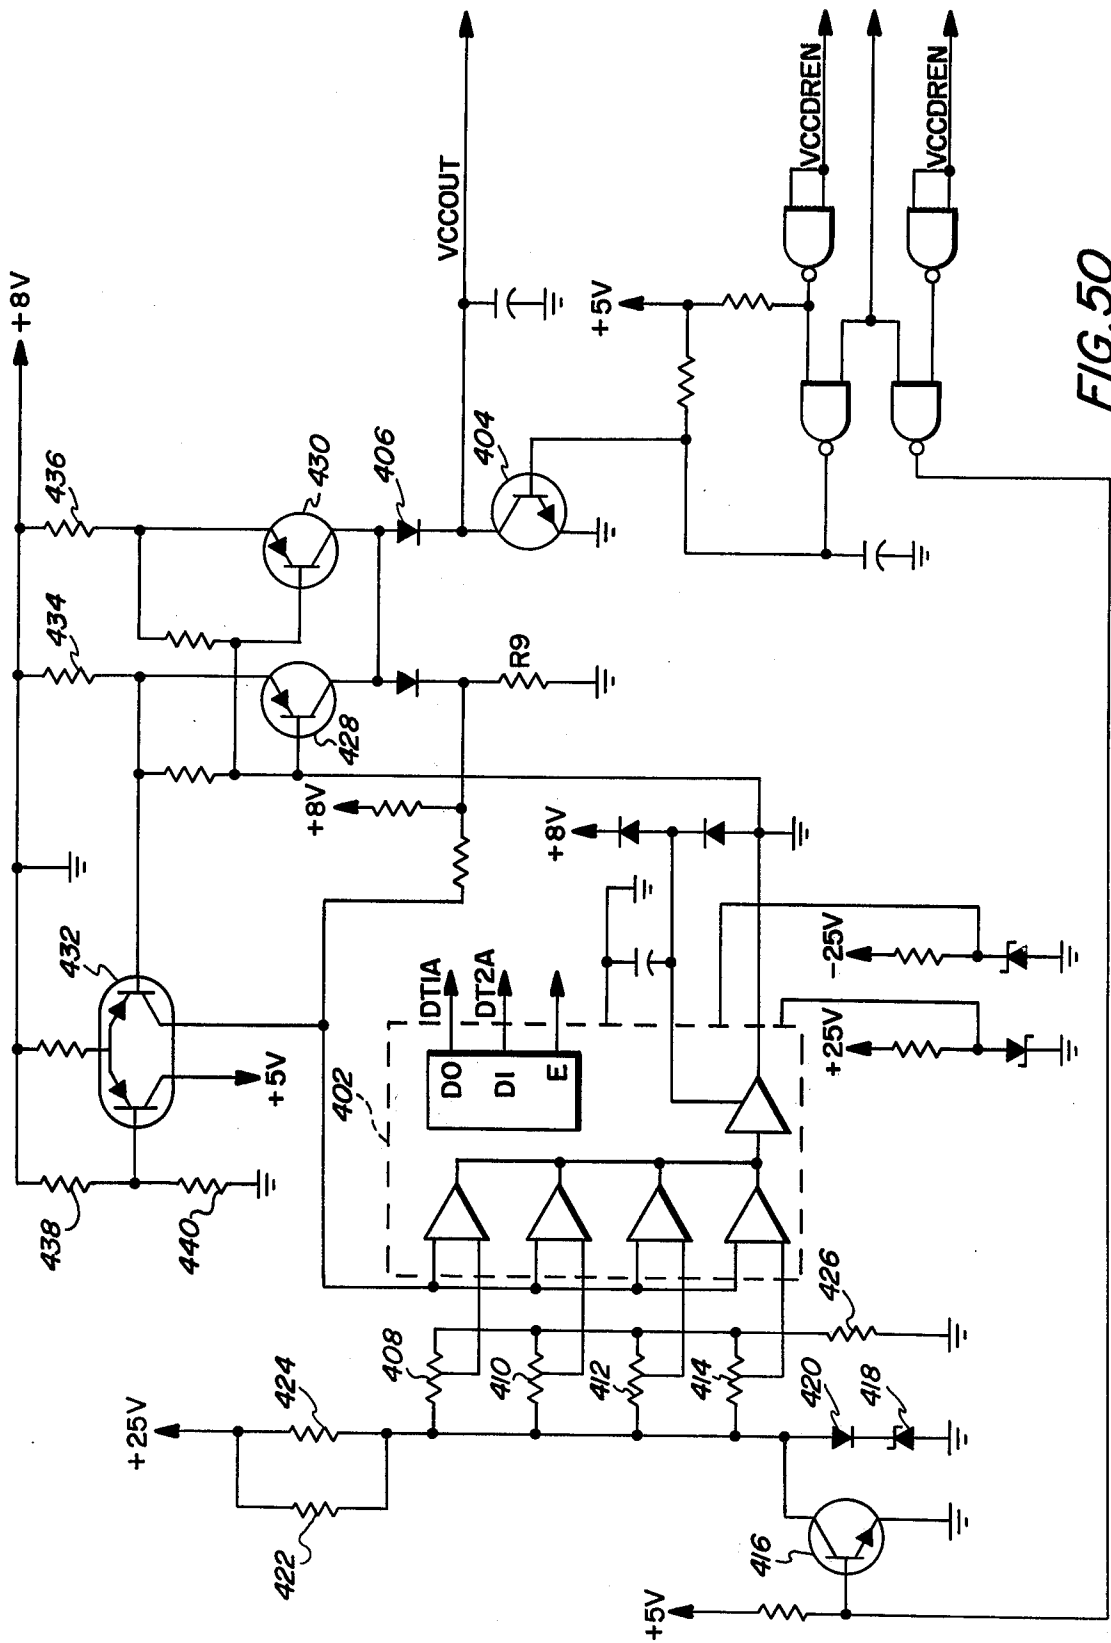 +8V
436
434
430
406
404
428
432
438
440
+5V
VCCOUT
+8V
R9
+8V
402
DO
DI
E
DT1A
DT2A
+25V
-25V
+5V
VCCDREN
VCCDREN
+25V
424
422
408
410
412
414
426
420
418
416
+5V
FIG.50